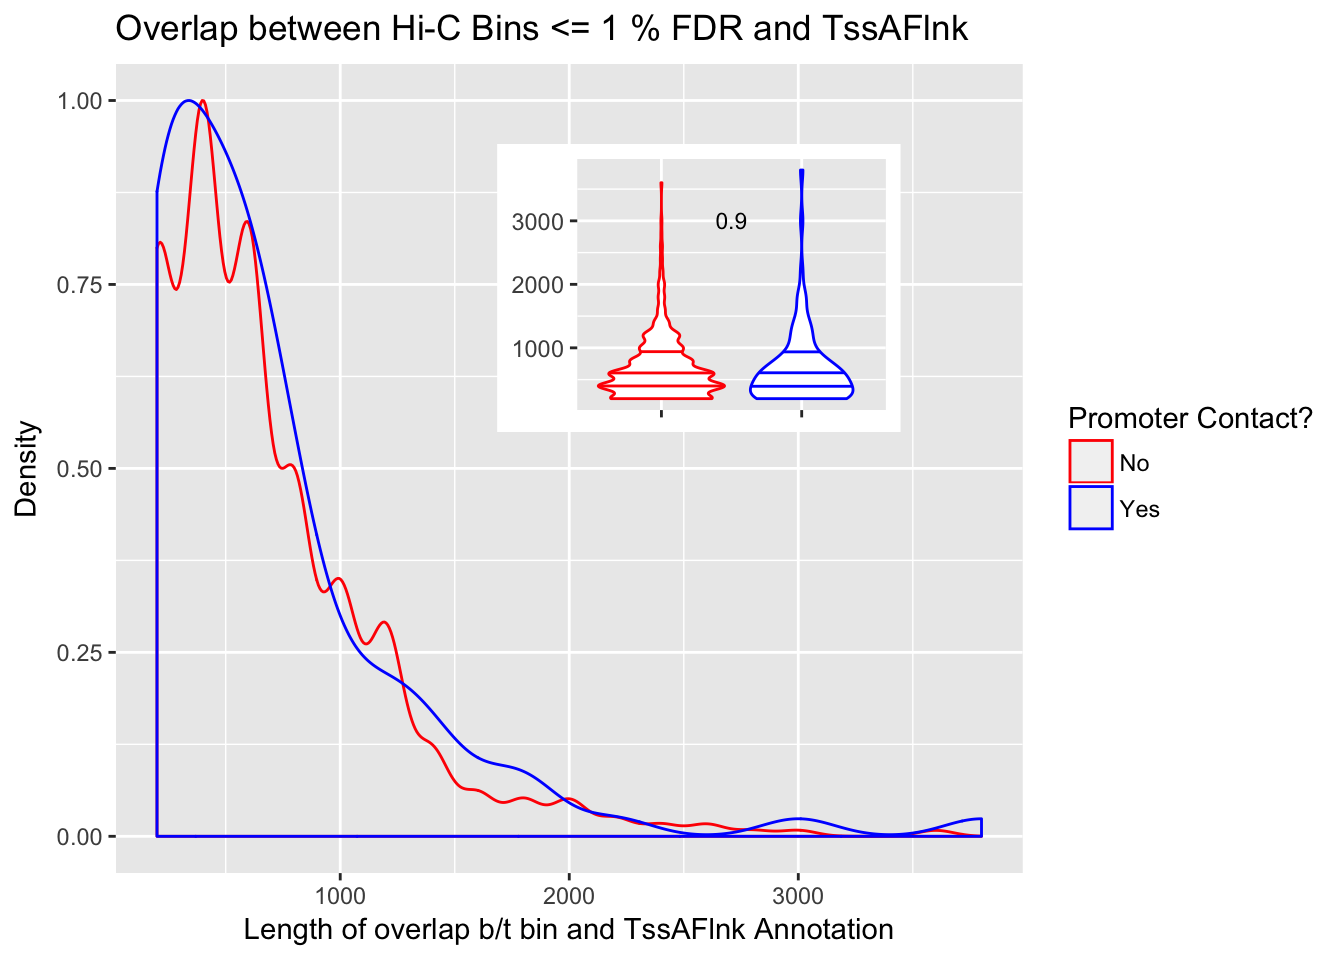 Overlap between Hi-C Bins <= 1 % FDR and TssAFlnk
1.00
0.75
0.50
0.25
0.00
Density
1000
2000
3000
Length of overlap b/t bin and TssAFlnk Annotation
3000
2000
1000
0.9
Promoter Contact?
No
Yes